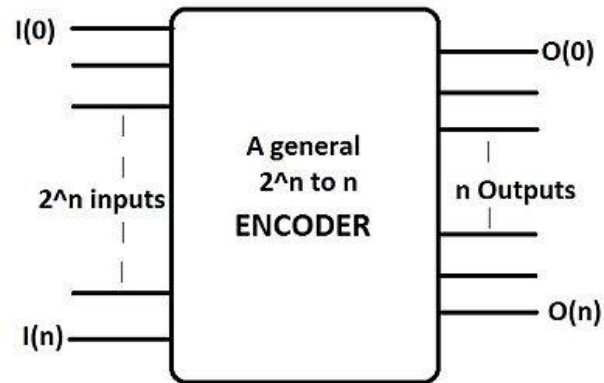 I(0)
O(0)
A general
2^n to n
ENCODER
2^n inputs
n Outputs
I(n)
O(n)